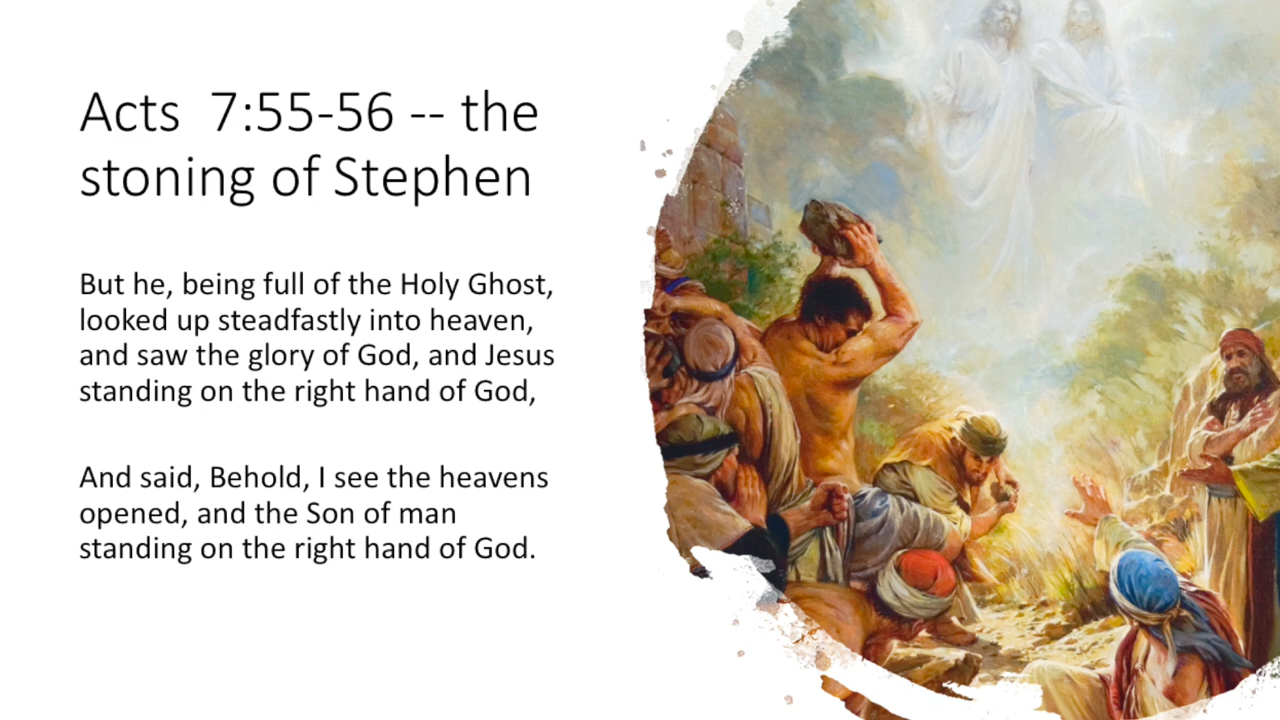 Acts  7:55-56 -- the
stoning of Stephen
But he, being full of the Holy Ghost,
looked up steadfastly into heaven,
and saw the glory of God, and Jesus
standing on the right hand of God,
And said, Behold, I see the heavens
opened, and the Son of man
standing on the right hand of God.